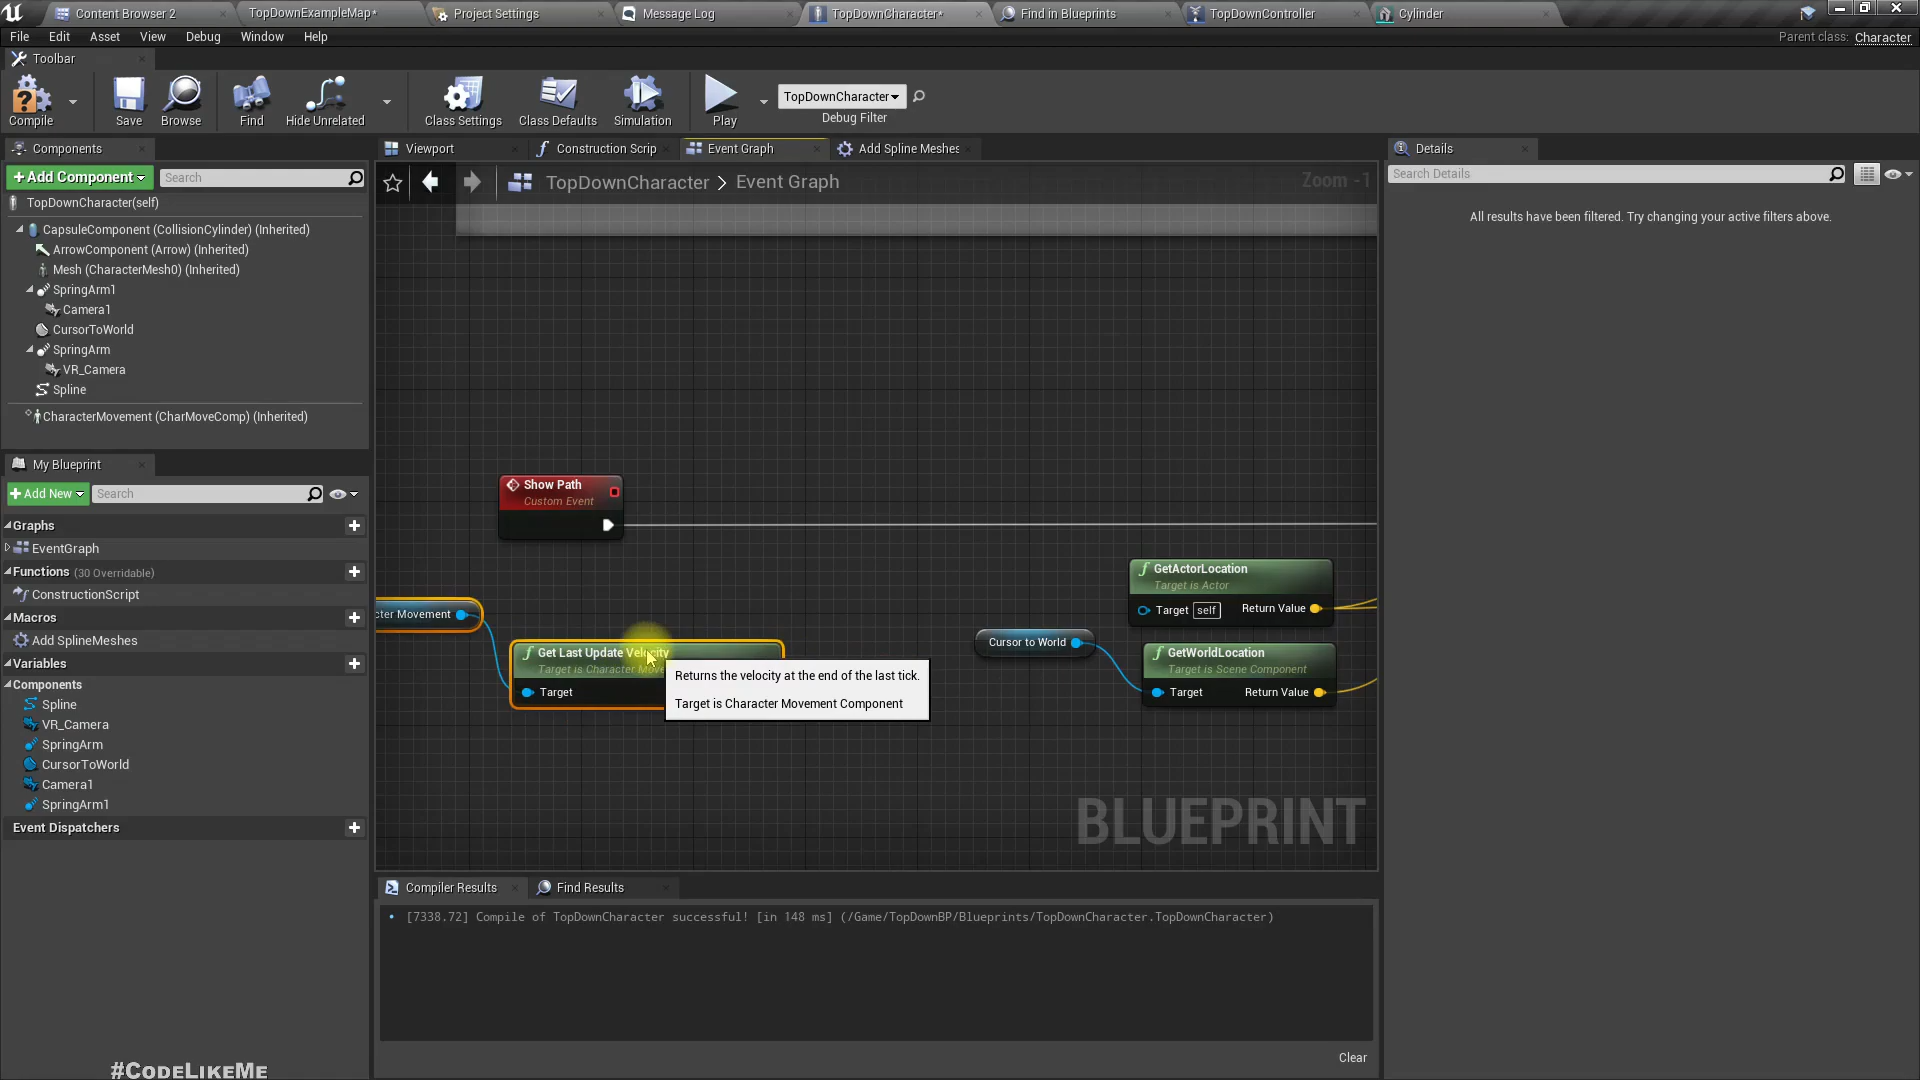 Content Browser 2
TopDownExampleMap*
Project Settings
Message Log
TopDownCharacter*
Find in Blueprints
TopDownController
Cylinder
File Edit Asset View Debug Window Help
Parent class: Character
Toolbar
Compile
Save
Browse
Find
Hide Unrelated
Class Settings
Class Defaults
Simulation
Play
TopDownCharacter
Debug Filter
Components
+Add Component
Search
TopDownCharacter(self)
CapsuleComponent (CollisionCylinder) (Inherited)
ArrowComponent (Arrow) (Inherited)
Mesh (CharacterMesh0) (Inherited)
SpringArm1
Camera1
CursorToWorld
SpringArm
VR_Camera
Spline
CharacterMovement (CharMoveComp) (Inherited)
My Blueprint
+Add New
Search
Graphs
EventGraph
Functions (30 Overridable)
ConstructionScript
Macros
Add SplineMeshes
Variables
Components
Spline
VR_Camera
SpringArm
CursorToWorld
Camera1
SpringArm1
Event Dispatchers
#CodeLikeMe
Viewport
Construction Scrip
Event Graph
Add Spline Meshes
TopDownCharacter > Event Graph
Zoom -1
Show Path
Custom Event
cter Movement
Get Last Update Velocity
Target is Character Move
Target
Returns the velocity at the end of the last tick.
Target is Character Movement Component
Cursor to World
GetActorLocation
Target is Actor
Target self Return Value
GetWorldLocation
Target is Scene Component
Target Return Value
BLUEPRINT
Compiler Results
Find Results
[7338.72] Compile of TopDownCharacter successful! [in 148 ms] (/Game/TopDownBP/Blueprints/TopDownCharacter.TopDownCharacter)
Clear
Details
Search Details
All results have been filtered. Try changing your active filters above.